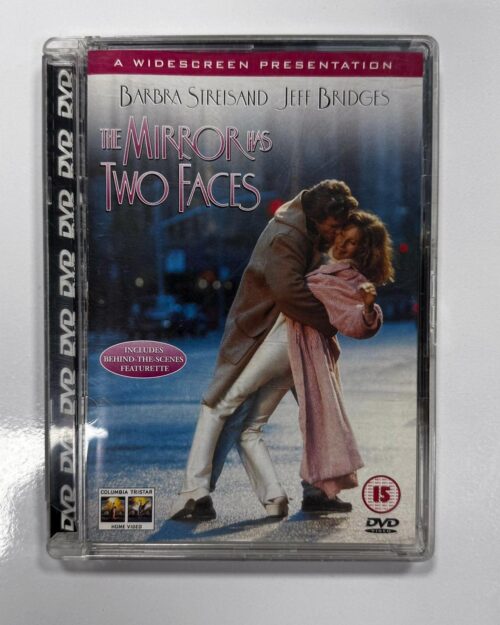 A WIDESCREEN PRESENTATION
BARBRA STREISAND JEFF BRIDGES
THE MIRROR HAS
TWO FACES
INCLUDES
BEHIND-THE-SCENES
FEATURETTE
COLUMBIA TRISTAR
HOME VIDEO
15
DVD
VIDEO
DVD DVD DVD DVD DVD DVD DVD DVD